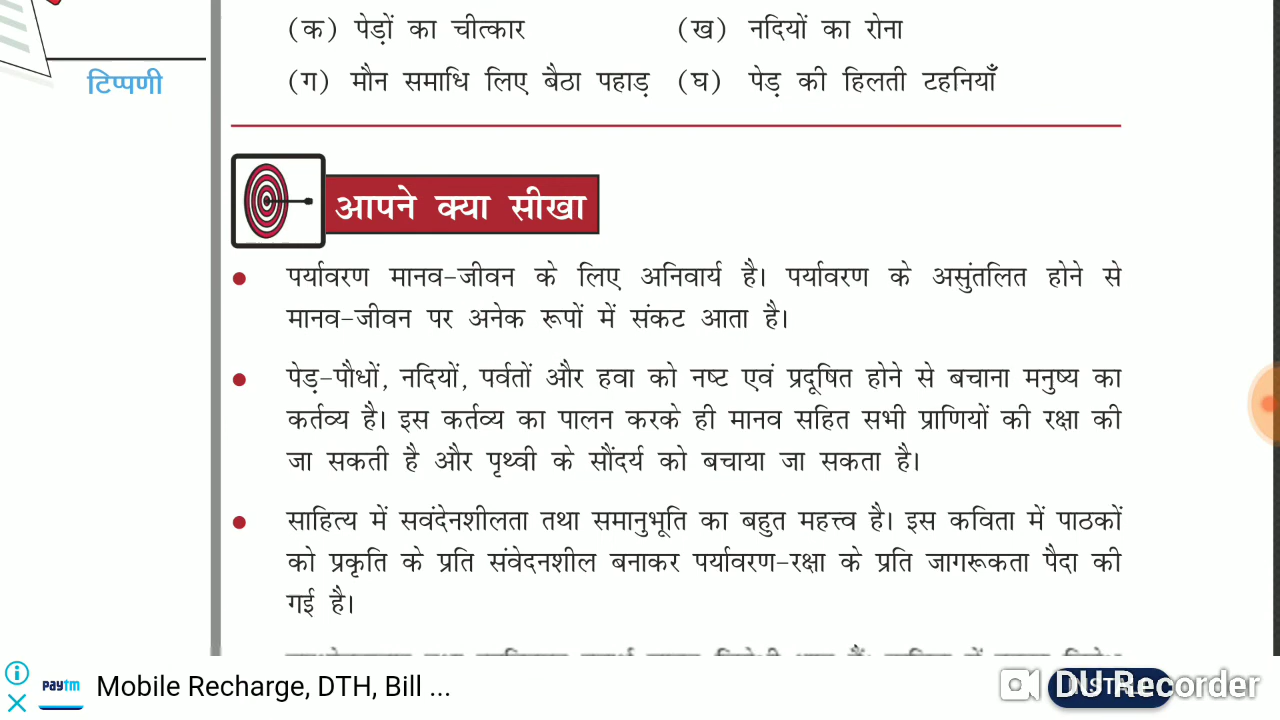 (क) पेड़ों का चीत्कार (ख) नदियों का रोना
टिप्पणी
(ग) मौन समाधि लिए बैठा पहाड़ (घ) पेड़ की हिलती टहनियाँ
आपने क्या सीखा
पर्यावरण मानव-जीवन के लिए अनिवार्य है। पर्यावरण के असुंतलित होने से
मानव-जीवन पर अनेक रूपों में संकट आता है।
पेड़-पौधों, नदियों, पर्वतों और हवा को नष्ट एवं प्रदूषित होने से बचाना मनुष्य का
कर्तव्य है। इस कर्तव्य का पालन करके ही मानव सहित सभी प्राणियों की रक्षा की
जा सकती है और पृथ्वी के सौंदर्य को बचाया जा सकता है।
साहित्य में सवंदेनशीलता तथा समानुभूति का बहुत महत्त्व है। इस कविता में पाठकों
को प्रकृति के प्रति संवेदनशील बनाकर पर्यावरण-रक्षा के प्रति जागरूकता पैदा की
गई है।
paytm Mobile Recharge, DTH, Bill ...
DU Recorder